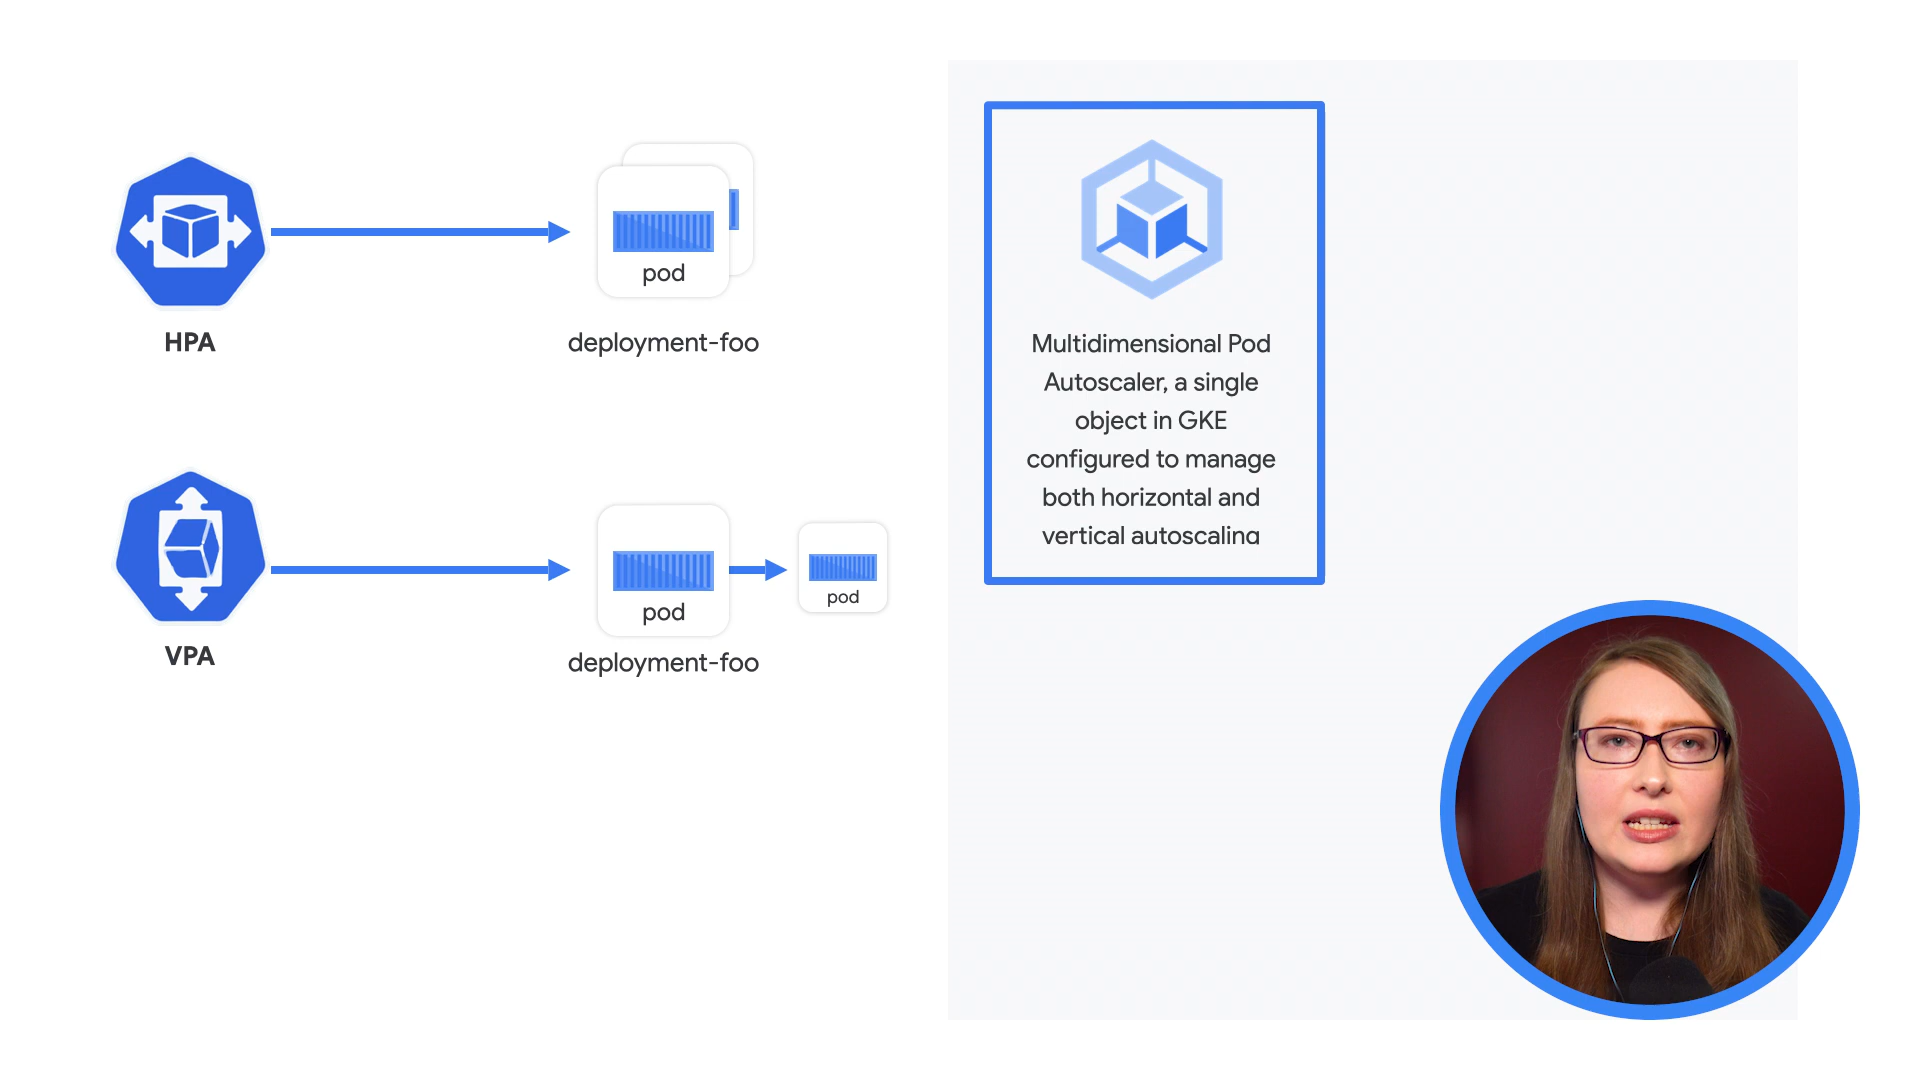 HPA
pod
deployment-foo
VPA
pod
pod
deployment-foo
Multidimensional Pod
Autoscaler, a single
object in GKE
configured to manage
both horizontal and
vertical autoscaling